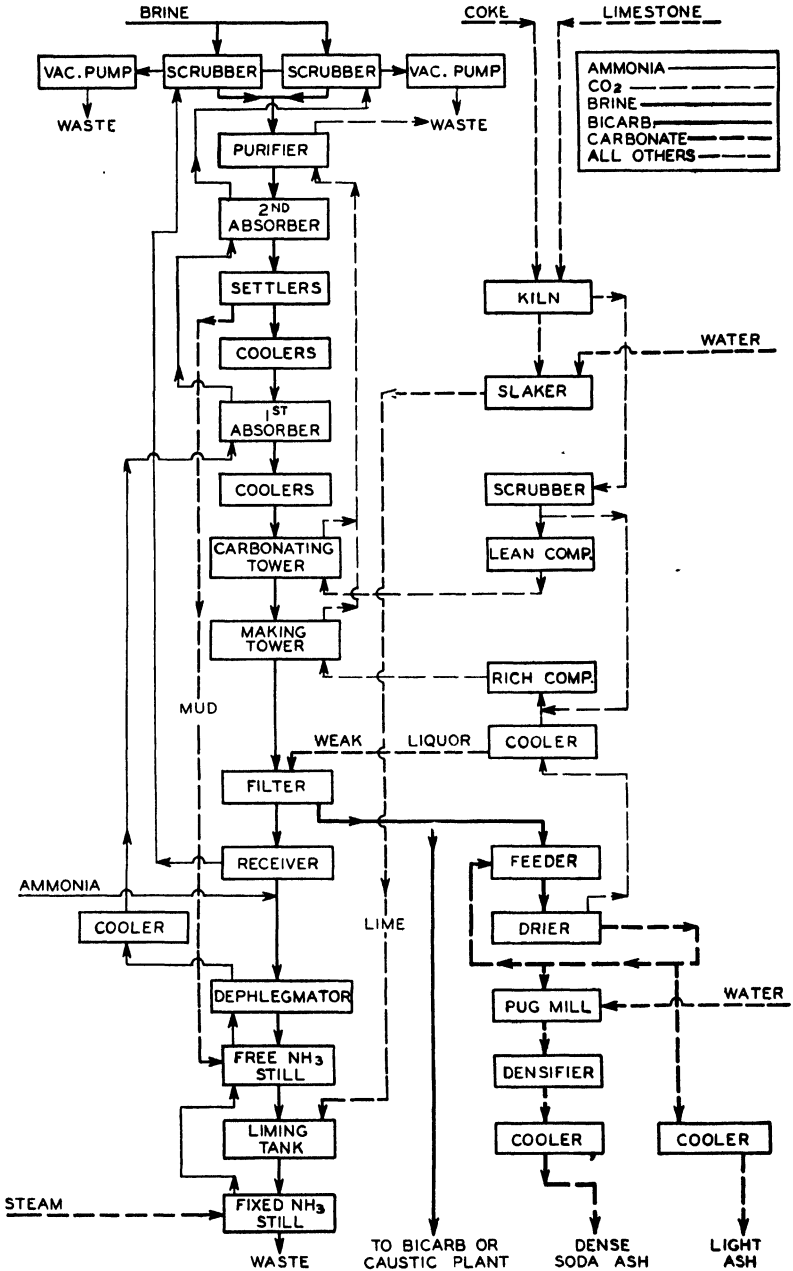 BRINE
COKE
LIMESTONE
VAC. PUMP
SCRUBBER
SCRUBBER
VAC. PUMP
WASTE
WASTE
AMMONIA
CO2
BRINE
BICARB.
CARBONATE
ALL OTHERS
PURIFIER
2ND
ABSORBER
SETTLERS
KILN
COOLERS
WATER
SLAKER
1ST
ABSORBER
COOLERS
SCRUBBER
CARBONATING
TOWER
LEAN COMP.
MAKING
TOWER
RICH COMP.
MUD
WEAK LIQUOR
COOLER
FILTER
RECEIVER
FEEDER
AMMONIA
COOLER
LIME
DRIER
DEPHLEGMATOR
PUG MILL
WATER
FREE NH3
STILL
DENSIFIER
LIMING
TANK
COOLER
COOLER
STEAM
FIXED NH3
STILL
WASTE
TO BICARB OR
CAUSTIC PLANT
DENSE
SODA ASH
LIGHT
ASH